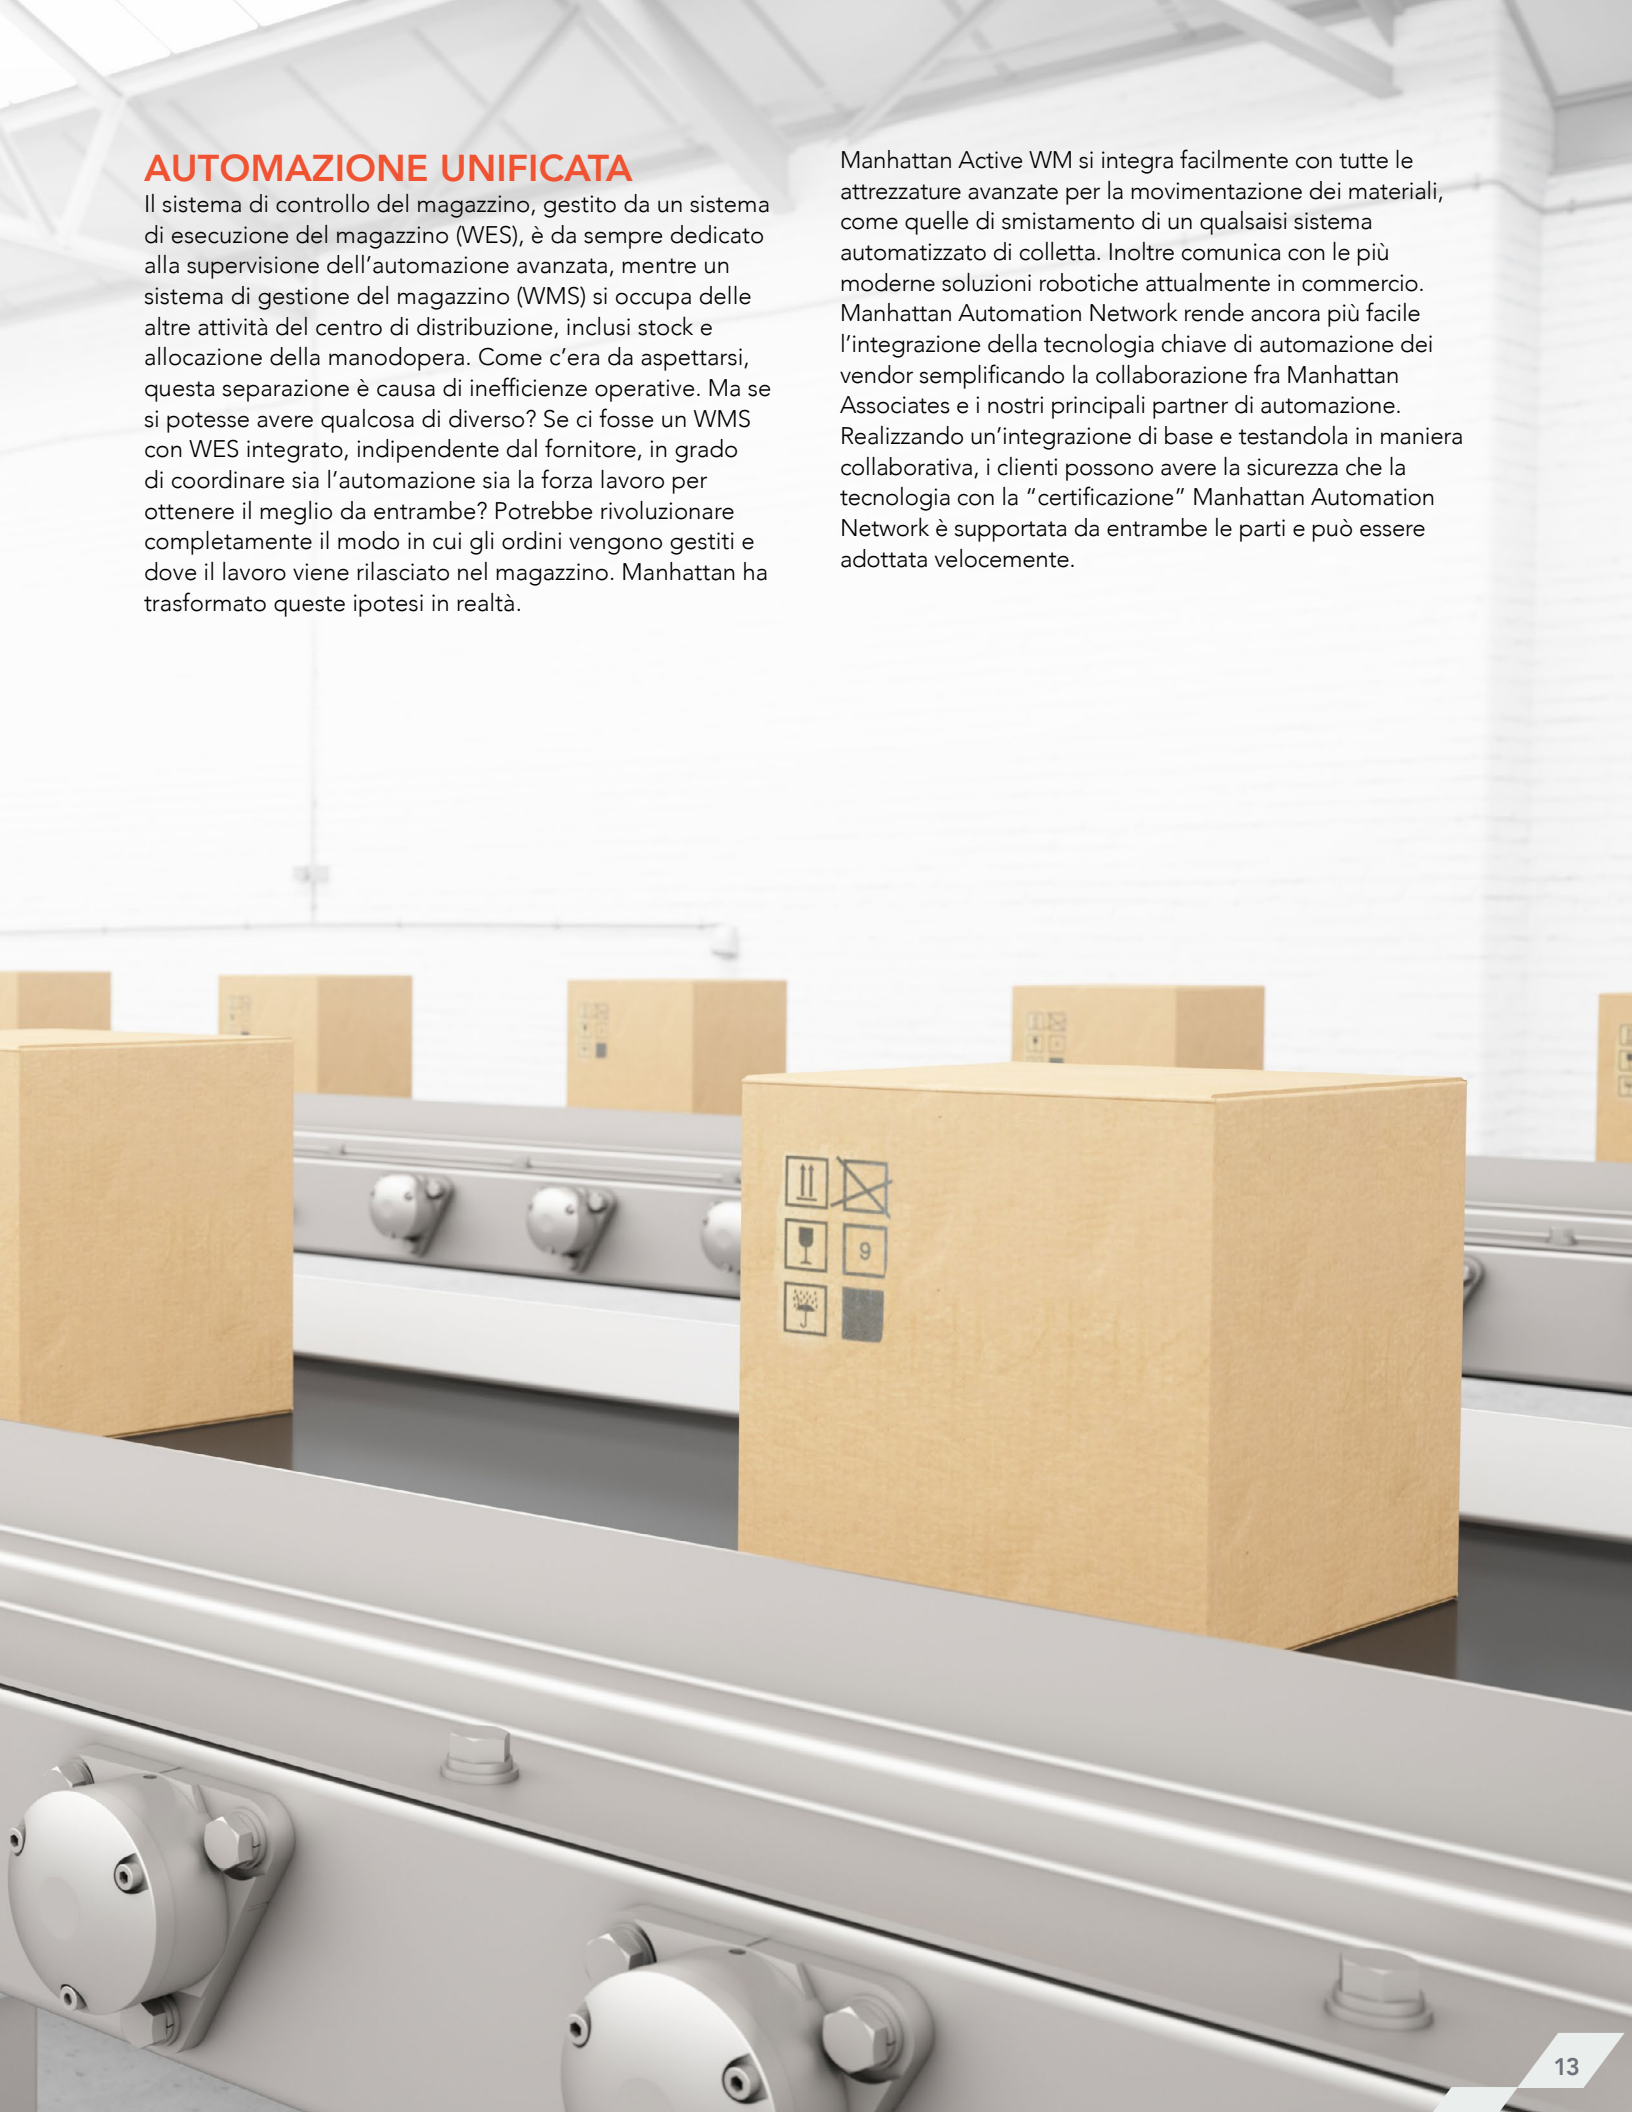 AUTOMAZIONE UNIFICATA
Il sistema di controllo del magazzino, gestito da un sistema
di esecuzione del magazzino (WES), è da sempre dedicato
alla supervisione dell’automazione avanzata, mentre un
sistema di gestione del magazzino (WMS) si occupa delle
altre attività del centro di distribuzione, inclusi stock e
allocazione della manodopera. Come c’era da aspettarsi,
questa separazione è causa di inefficienze operative. Ma se
si potesse avere qualcosa di diverso? Se ci fosse un WMS
con WES integrato, indipendente dal fornitore, in grado
di coordinare sia l’automazione sia la forza lavoro per
ottenere il meglio da entrambe? Potrebbe rivoluzionare
completamente il modo in cui gli ordini vengono gestiti e
dove il lavoro viene rilasciato nel magazzino. Manhattan ha
trasformato queste ipotesi in realtà.
Manhattan Active WM si integra facilmente con tutte le
attrezzature avanzate per la movimentazione dei materiali,
come quelle di smistamento di un qualsaisi sistema
automatizzato di colletta. Inoltre comunica con le più
moderne soluzioni robotiche attualmente in commercio.
Manhattan Automation Network rende ancora più facile
l’integrazione della tecnologia chiave di automazione dei
vendor semplificando la collaborazione fra Manhattan
Associates e i nostri principali partner di automazione.
Realizzando un’integrazione di base e testandola in maniera
collaborativa, i clienti possono avere la sicurezza che la
tecnologia con la “certificazione” Manhattan Automation
Network è supportata da entrambe le parti e può essere
adottata velocemente.
9
13